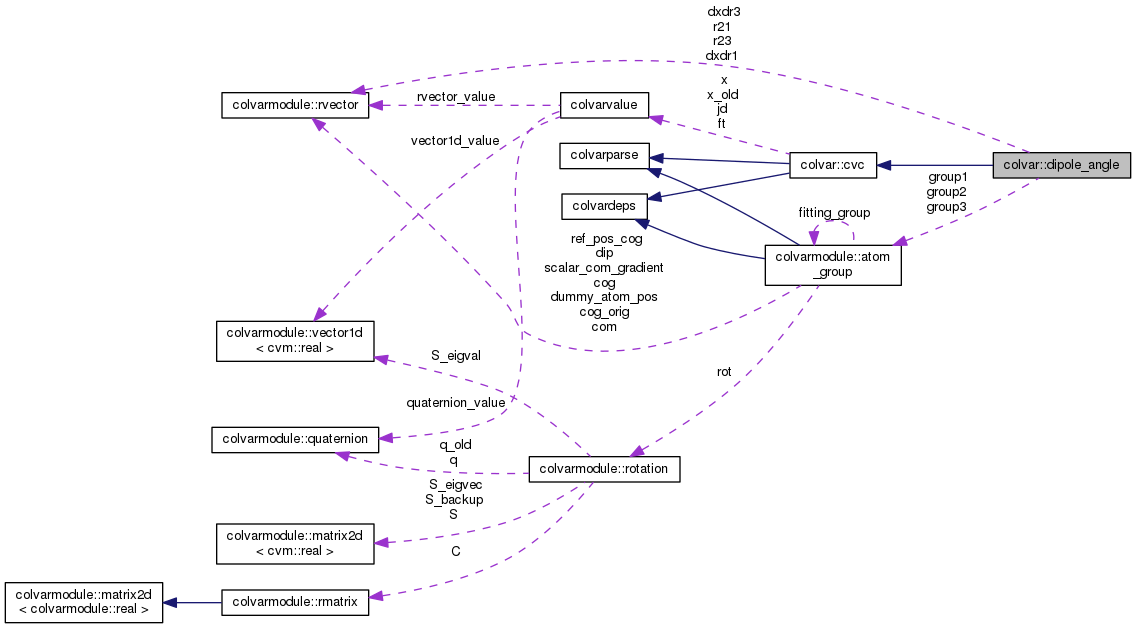 dxdr3
r21
r23
dxdr1
x
x_old
jd
ft
colvarmodule::rvector
rvector_value
colvarvalue
vector1d_value
colvarparse
colvar::cvc
colvar::dipole_angle
group1
group2
group3
colvardeps
fitting_group
ref_pos_cog
dip
scalar_com_gradient
cog
dummy_atom_pos
cog_orig
com
colvarmodule::atom
_group
colvarmodule::vector1d
< cvm::real >
S_eigval
rot
quaternion_value
colvarmodule::quaternion
q_old
q
colvarmodule::rotation
S_eigvec
S_backup
S
colvarmodule::matrix2d
< cvm::real >
C
colvarmodule::matrix2d
< colvarmodule::real >
colvarmodule::rmatrix